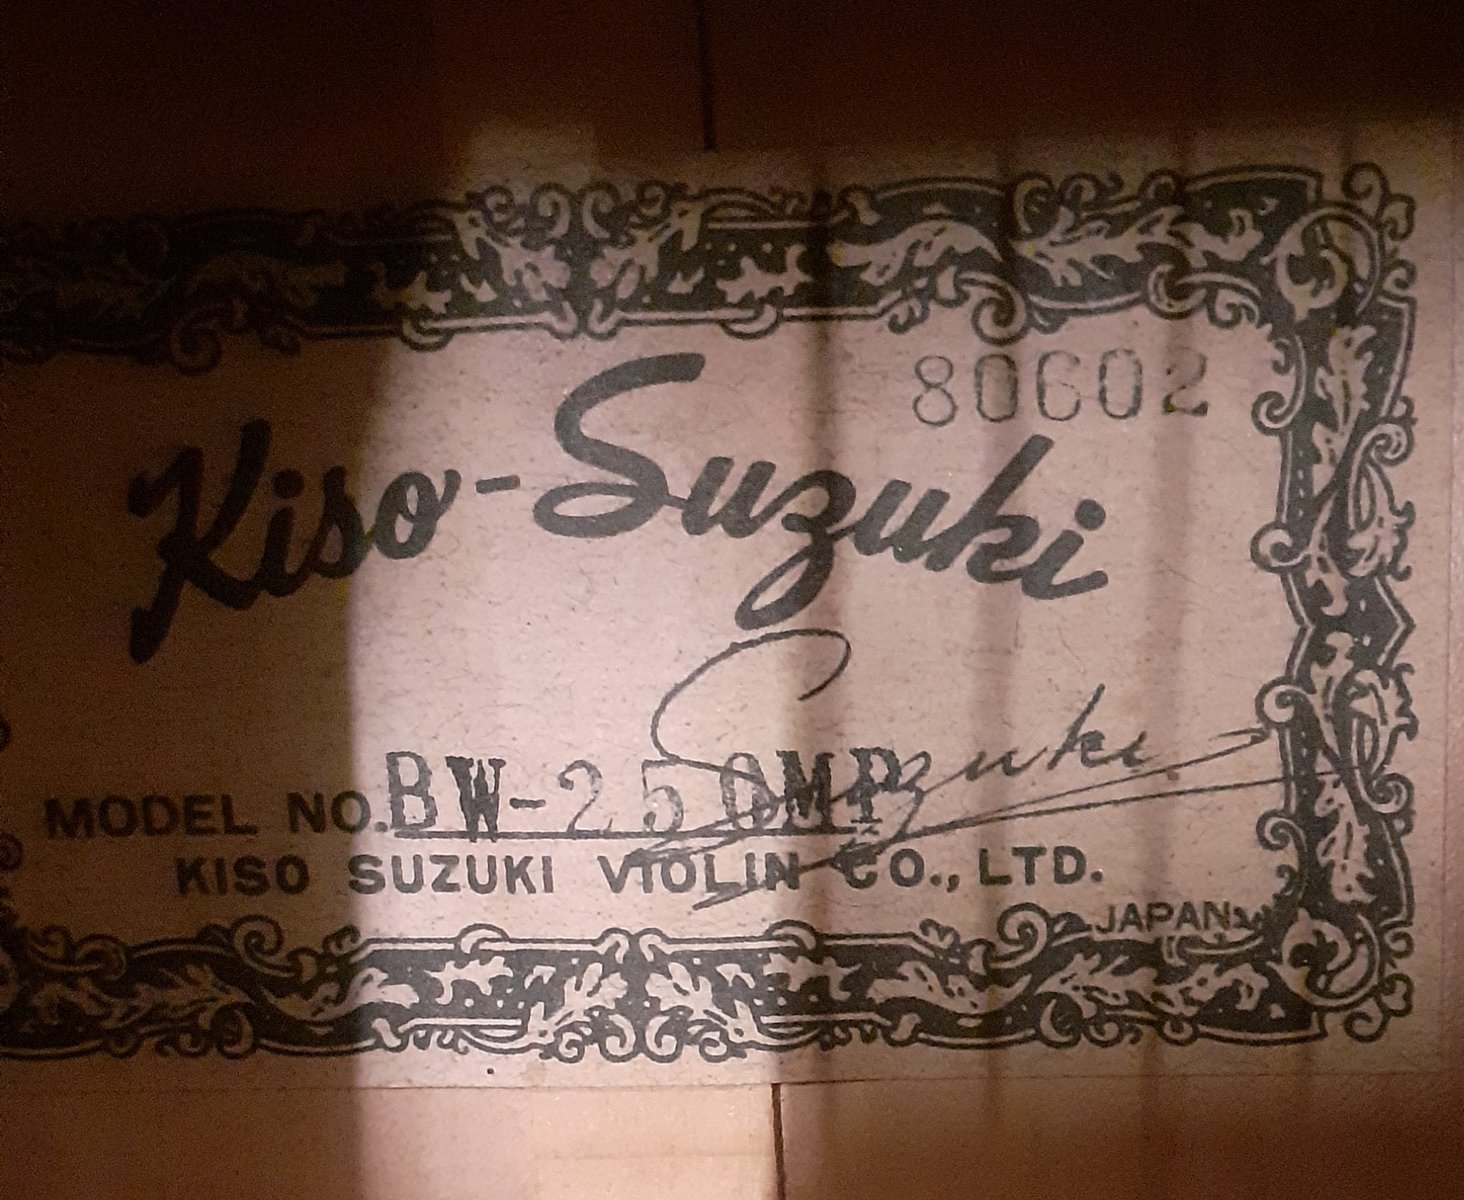 80602
Kiso-Suzuki
Suzuki
MODEL NO. BW-250MP
KISO SUZUKI VIOLIN CO., LTD.
JAPAN